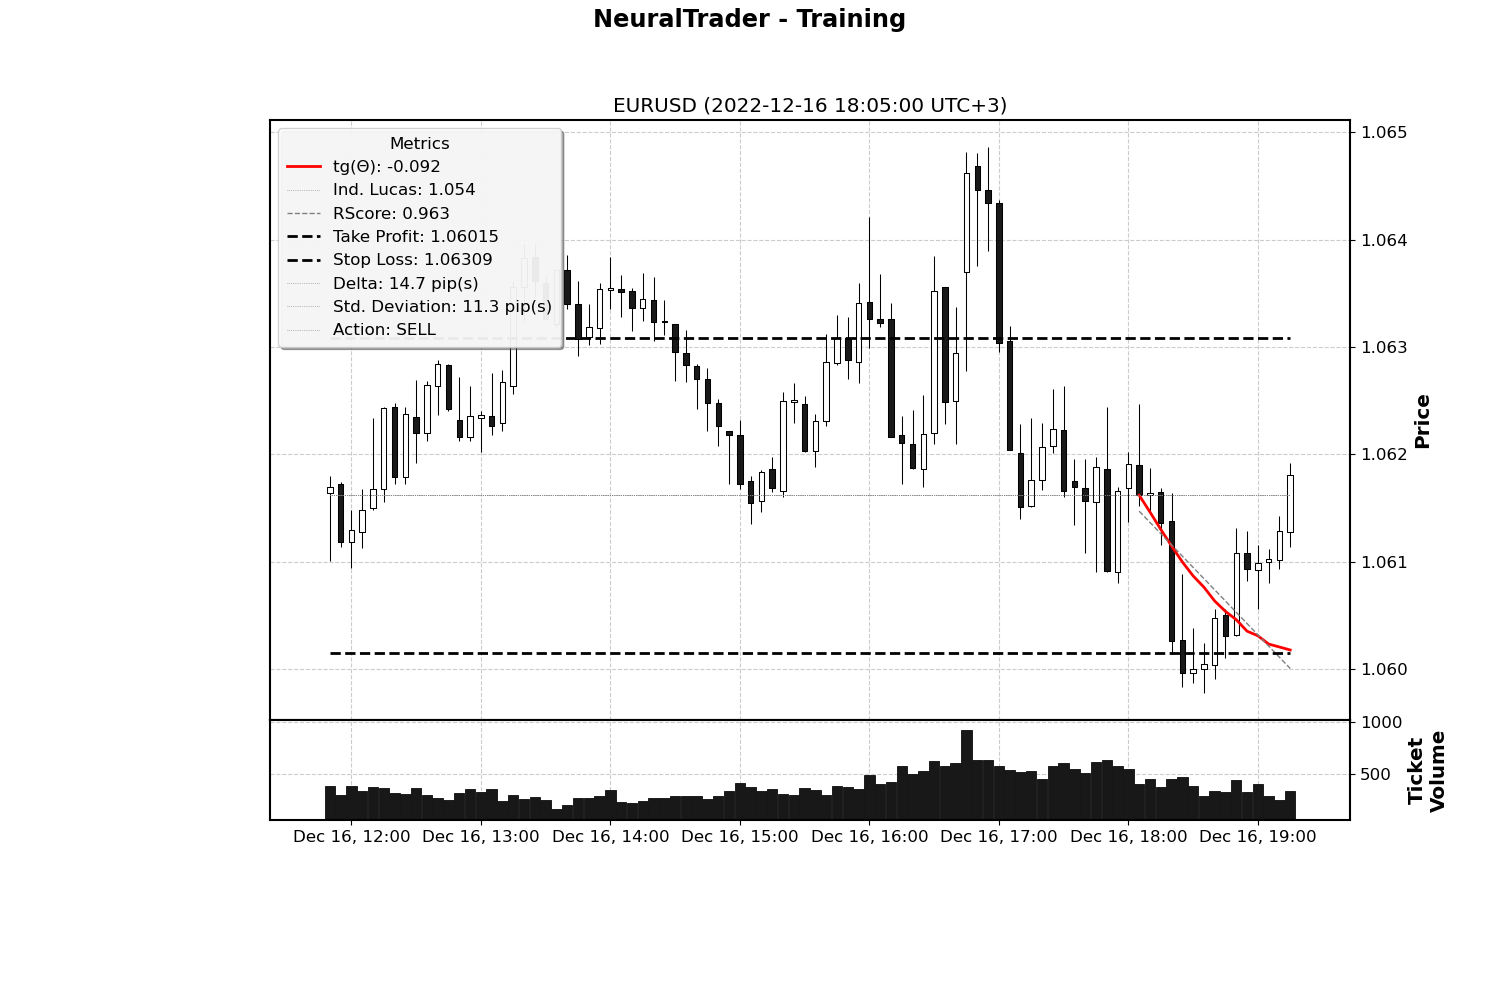 NeuralTrader - Training
EURUSD (2022-12-16 18:05:00 UTC+3)
Metrics
tg(Θ): -0.092
Ind. Lucas: 1.054
RScore: 0.963
Take Profit: 1.06015
Stop Loss: 1.06309
Delta: 14.7 pip(s)
Std. Deviation: 11.3 pip(s)
Action: SELL
1.065
1.064
1.063
1.062
1.061
1.060
Price
1000
500
Ticket
Volume
Dec 16, 12:00 Dec 16, 13:00 Dec 16, 14:00 Dec 16, 15:00 Dec 16, 16:00 Dec 16, 17:00 Dec 16, 18:00 Dec 16, 19:00